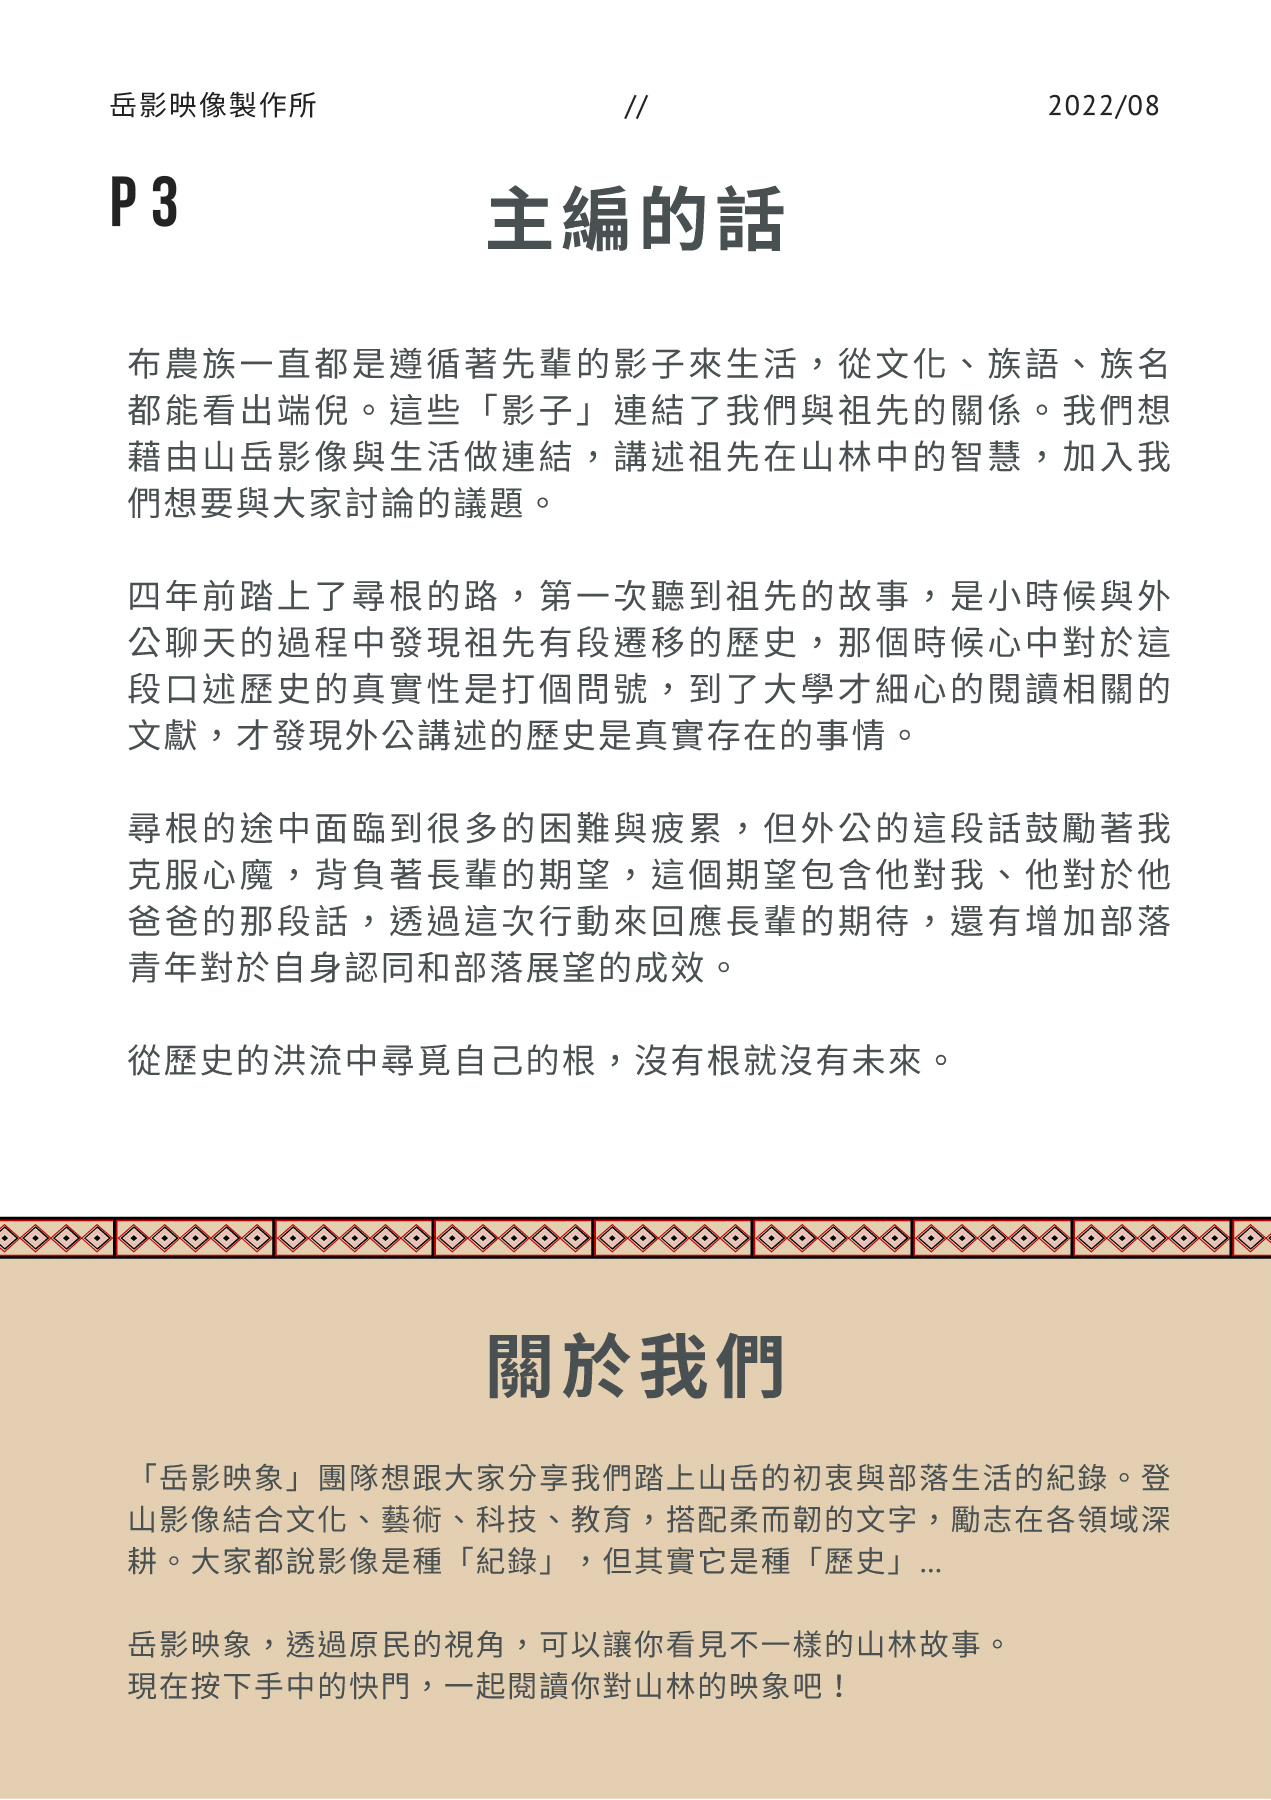 岳影映像製作所
//
2022/08
P 3
主編的話
布農族一直都是遵循著先輩的影子來生活，從文化、族語、族名
都能看出端倪。這些「影子」連結了我們與祖先的關係。我們想
藉由山岳影像與生活做連結，講述祖先在山林中的智慧，加入我
們想要與大家討論的議題。
四年前踏上了尋根的路，第一次聽到祖先的故事，是小時候與外
公聊天的過程中發現祖先有段遷移的歷史，那個時候心中對於這
段口述歷史的真實性是打個問號，到了大學才細心的閱讀相關的
文獻，才發現外公講述的歷史是真實存在的事情。
尋根的途中面臨到很多的困難與疲累，但外公的這段話鼓勵著我
克服心魔，背負著長輩的期望，這個期望包含他對我、他對於他
爸爸的那段話，透過這次行動來回應長輩的期待，還有增加部落
青年對於自身認同和部落展望的成效。
從歷史的洪流中尋覓自己的根，沒有根就沒有未來。
關於我們
「岳影映象」團隊想跟大家分享我們踏上山岳的初衷與部落生活的紀錄。登
山影像結合文化、藝術、科技、教育，搭配柔而韌的文字，勵志在各領域深
耕。大家都說影像是種「紀錄」，但其實它是種「歷史」...
岳影映象，透過原民的視角，可以讓你看見不一樣的山林故事。
現在按下手中的快門，一起閱讀你對山林的映象吧！